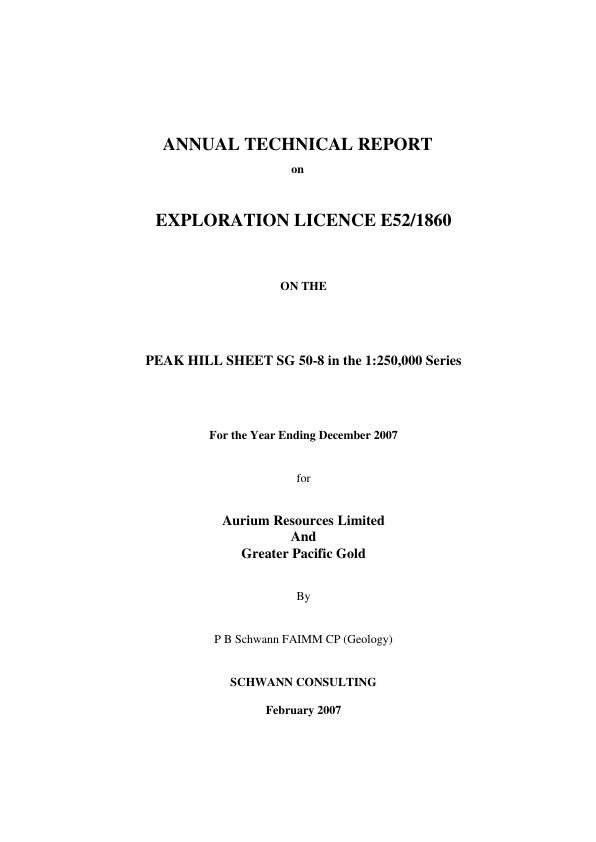 ANNUAL TECHNICAL REPORT
on
EXPLORATION LICENCE E52/1860
ON THE
PEAK HILL SHEET SG 50-8 in the 1:250,000 Series
For the Year Ending December 2007
for
Aurium Resources Limited
And
Greater Pacific Gold
By
P B Schwann FAIMM CP (Geology)
SCHWANN CONSULTING
February 2007